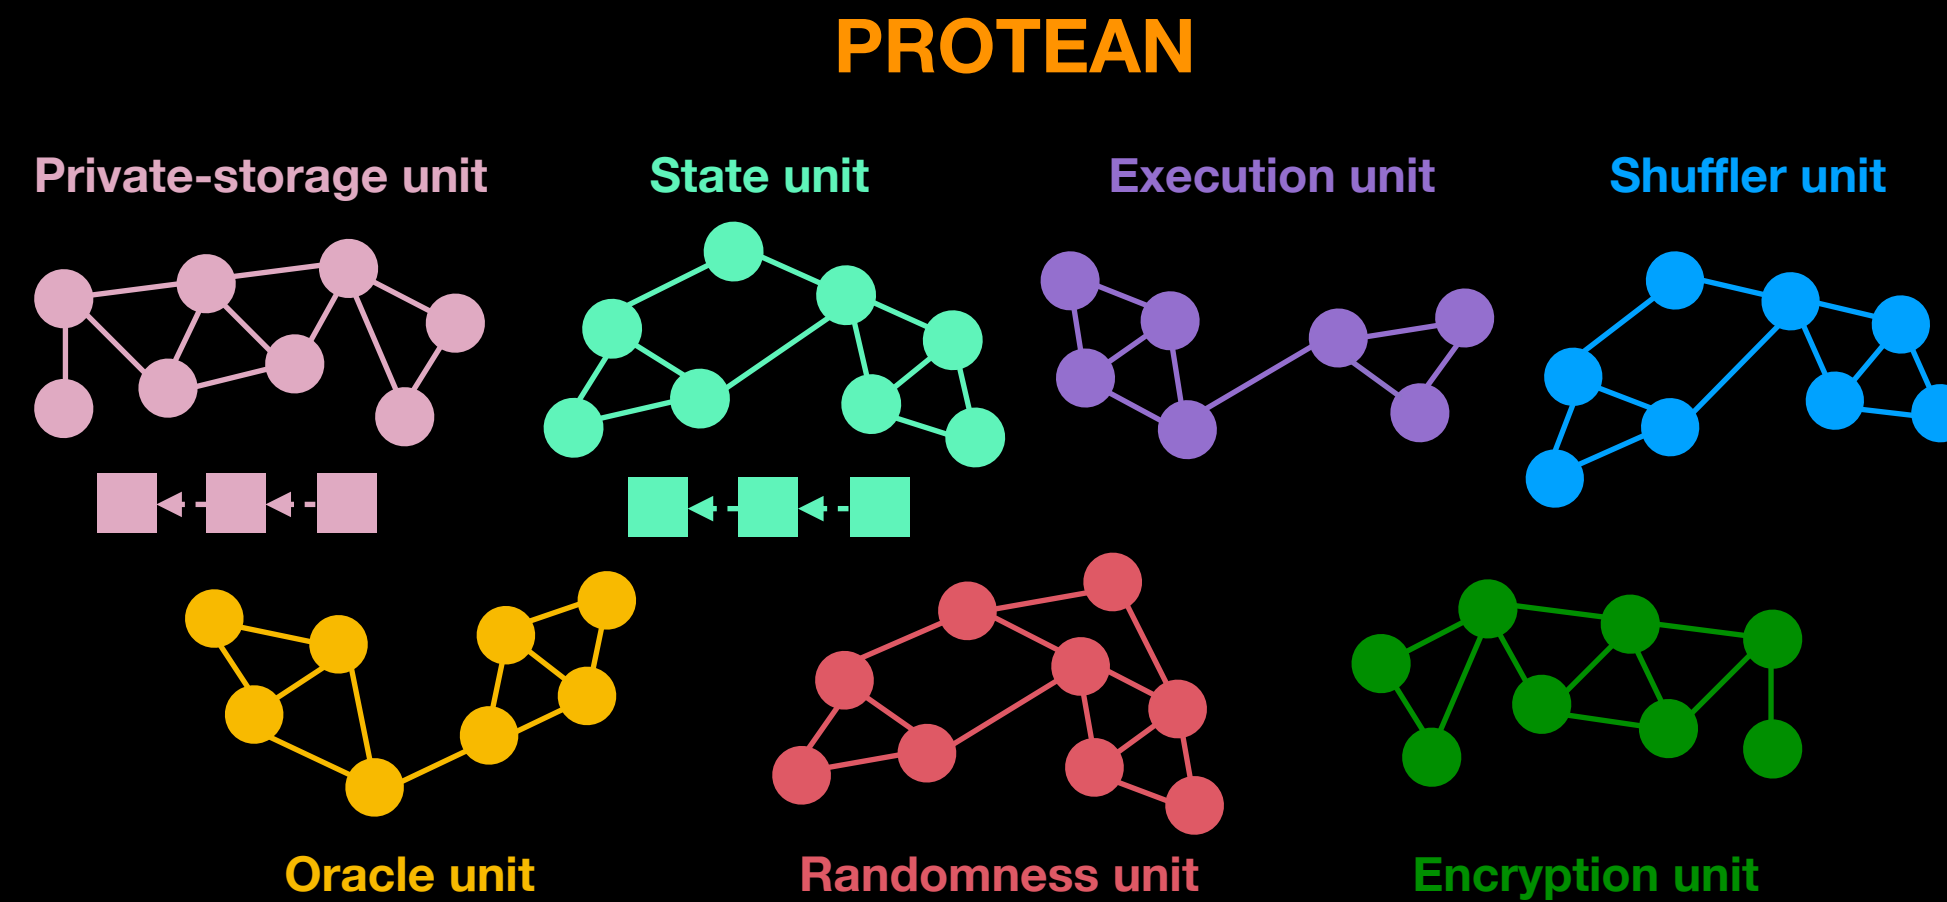 PROTEAN
Private-storage unit
State unit
Execution unit
Shuffler unit
Oracle unit
Randomness unit
Encryption unit